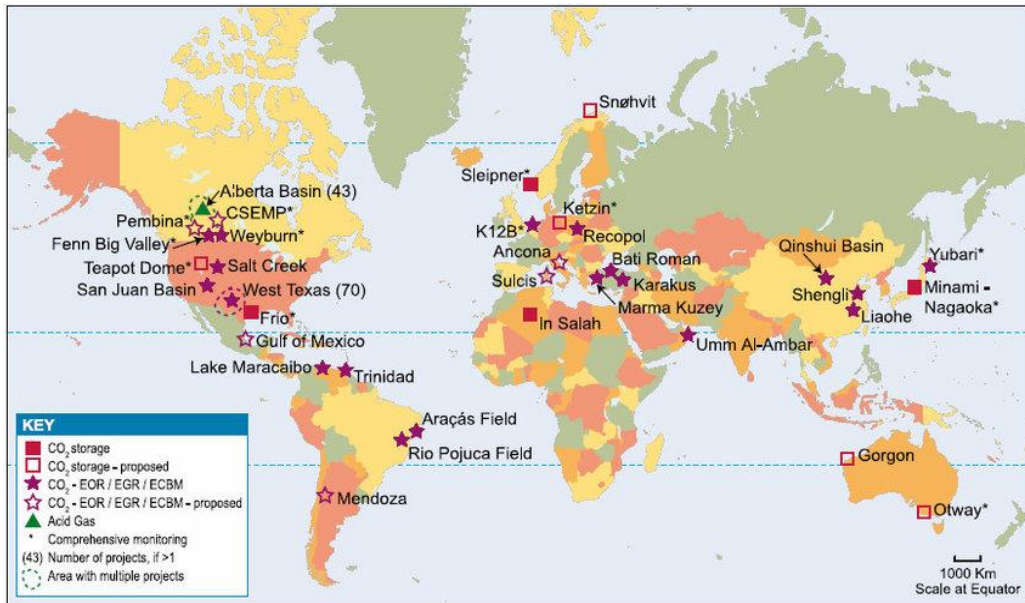 Snøhvit
Alberta Basin (43)
Sleipner*
CSEMP*
Pembina*
Ketzin*
K12B*
Recopol
Fenn Big Valley*
Weyburn*
Ancona
Bati Roman
Qinshui Basin
Yubari*
Teapot Dome*
Salt Creek
Sulcis
Karakus
Shengli
Minami -
Nagaoka*
San Juan Basin
West Texas (70)
Marma Kuzey
Liaohe
Frio*
In Salah
Gulf of Mexico
Umm Al-Ambar
Lake Maracaibo
Trinidad
Araçás Field
Rio Pojuca Field
Gorgon
Mendoza
Otway*
KEY
CO2 storage
CO2 storage – proposed
CO2 - EOR / EGR / ECBM
CO2 - EOR / EGR / ECBM – proposed
Acid Gas
* Comprehensive monitoring
(43) Number of projects, if >1
Area with multiple projects
1000 Km
Scale at Equator